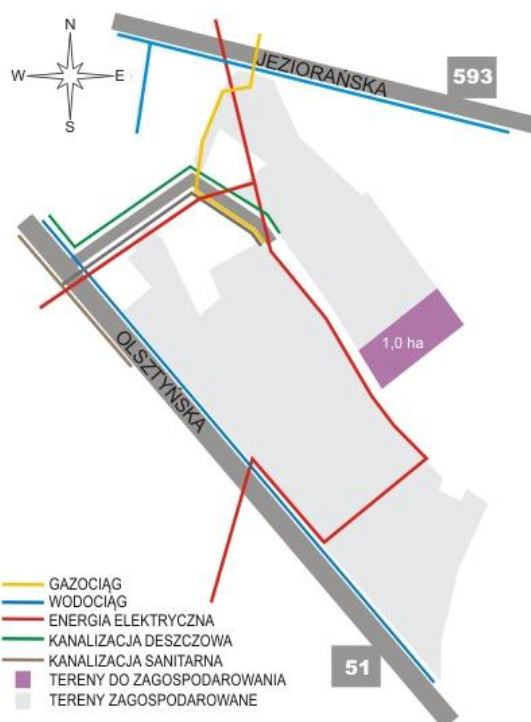 N
W E
S
JEZIORAŃSKA
593
1,0 ha
OLSZTYŃSKA
GAZOCIĄG
WODOCIĄG
ENERGIA ELEKTRYCZNA
KANALIZACJA DESZCZOWA
KANALIZACJA SANITARNA
TERENY DO ZAGOSPODAROWANIA
TERENY ZAGOSPODAROWANE
51